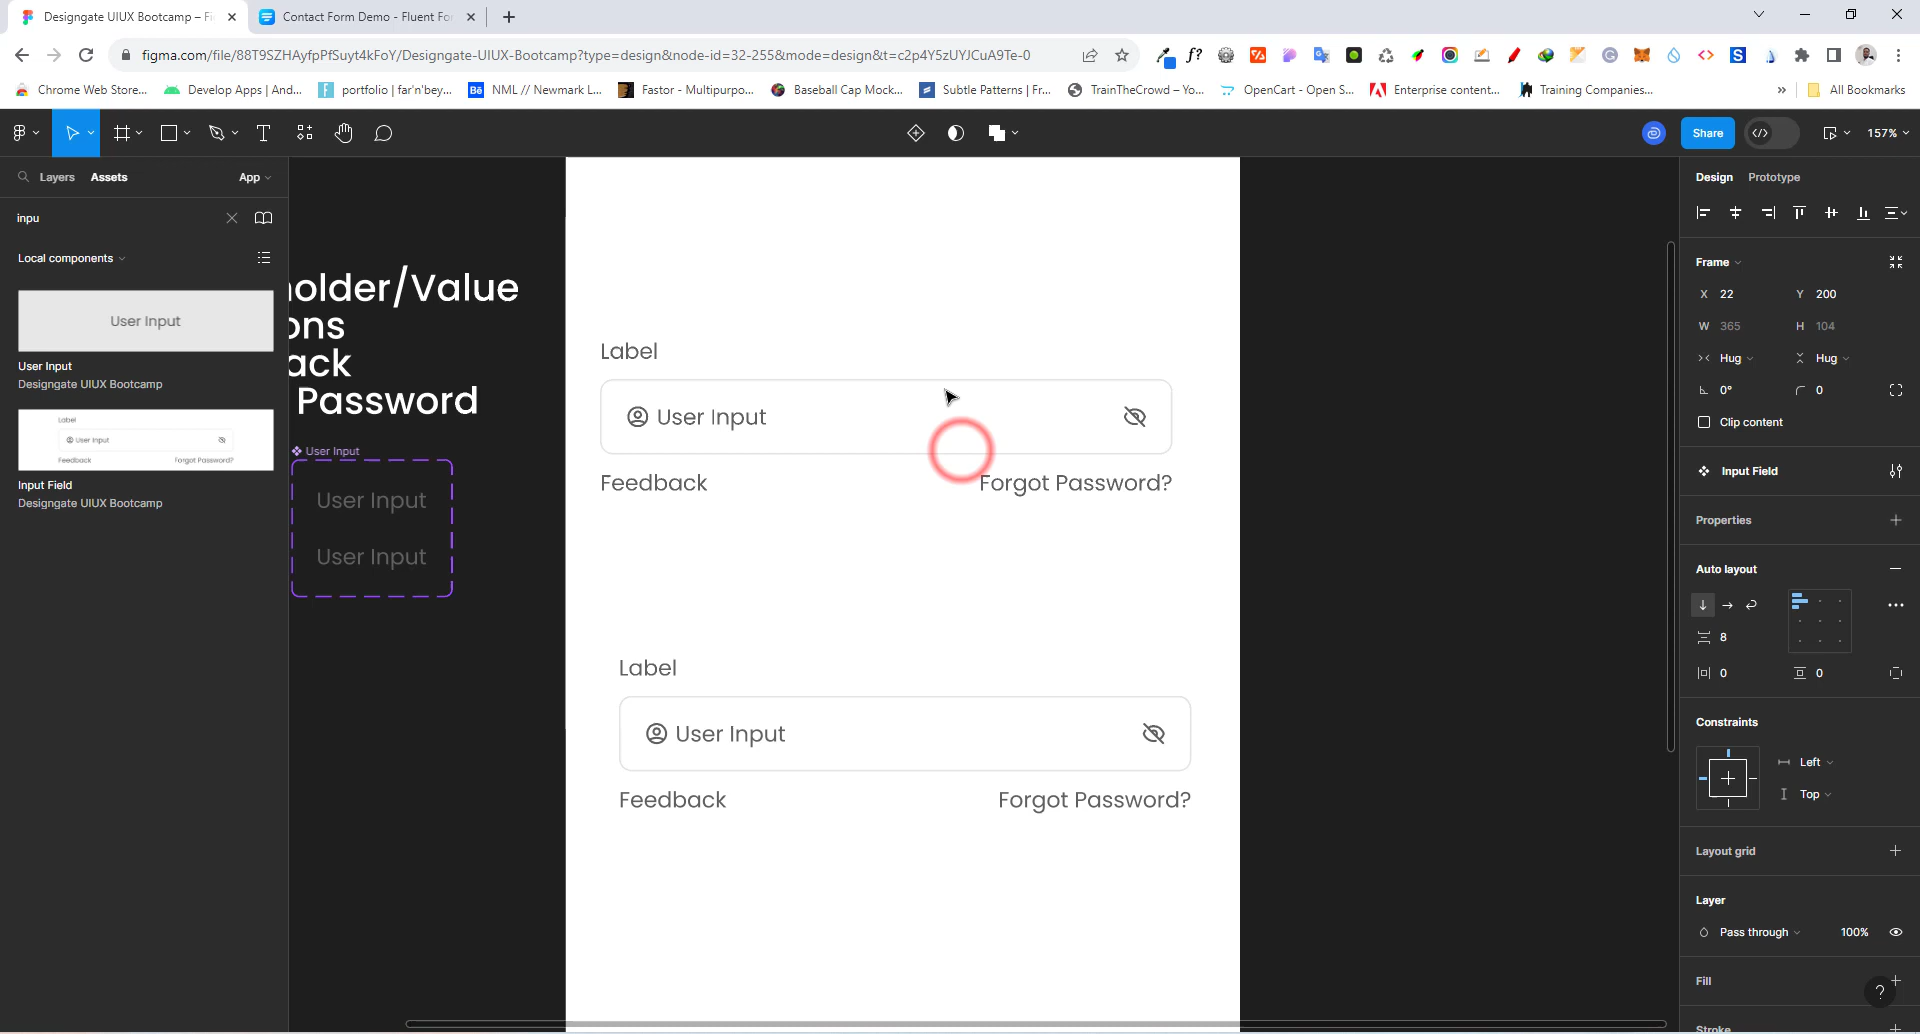 Designgate UIUX Bootcamp – Fi
Contact Form Demo - Fluent Fo
figma.com/file/88T9SZHAyfpPfSuyt4kFoY/Designgate-UIUX-Bootcamp?type=design&node-id=32-255&mode=design&t=c2p4Y5zUYJCuA9Te-0
Chrome Web Store...
Develop Apps | And...
portfolio | far'n'bey...
NML // Newmark L...
Fastor - Multipurpo...
Baseball Cap Mock...
Subtle Patterns | Fr...
TrainTheCrowd – Yo...
OpenCart - Open S...
Enterprise content...
Training Companies...
All Bookmarks
Share
157%
Layers
Assets
App
inpu
Local components
User Input
User Input
Designgate UIUX Bootcamp
Label
User Input
Feedback
Forgot Password?
Input Field
Designgate UIUX Bootcamp
holder/Value
ons
ack
Password
User Input
User Input
User Input
Label
User Input
Feedback
Forgot Password?
Label
User Input
Feedback
Forgot Password?
Design
Prototype
Frame
X 22
Y 200
W 365
H 104
Hug
Hug
0°
0
Clip content
Input Field
Properties
Auto layout
8
0
0
Constraints
Left
Top
Layout grid
Layer
Pass through
100%
Fill
?
Stroke